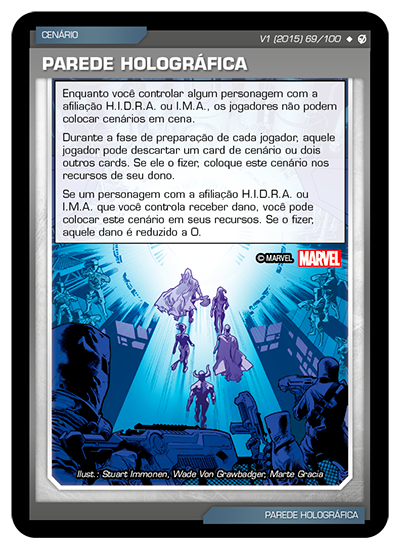 CENÁRIO
V1 (2015) 69/100
PAREDE HOLOGRÁFICA
Enquanto você controlar algum personagem com a
afiliação H.I.D.R.A. ou I.M.A., os jogadores não podem
colocar cenários em cena.
Durante a fase de preparação de cada jogador, aquele
jogador pode descartar um card de cenário ou dois
outros cards. Se ele o fizer, coloque este cenário nos
recursos de seu dono.
Se um personagem com a afiliação H.I.D.R.A. ou
I.M.A. que você controla receber dano, você pode
colocar este cenário em seus recursos. Se o fizer,
aquele dano é reduzido a 0.
© MARVEL MARVEL
Ilust.: Stuart Immonen, Wade Von Grawbadger, Marte Gracia
PAREDE HOLOGRÁFICA